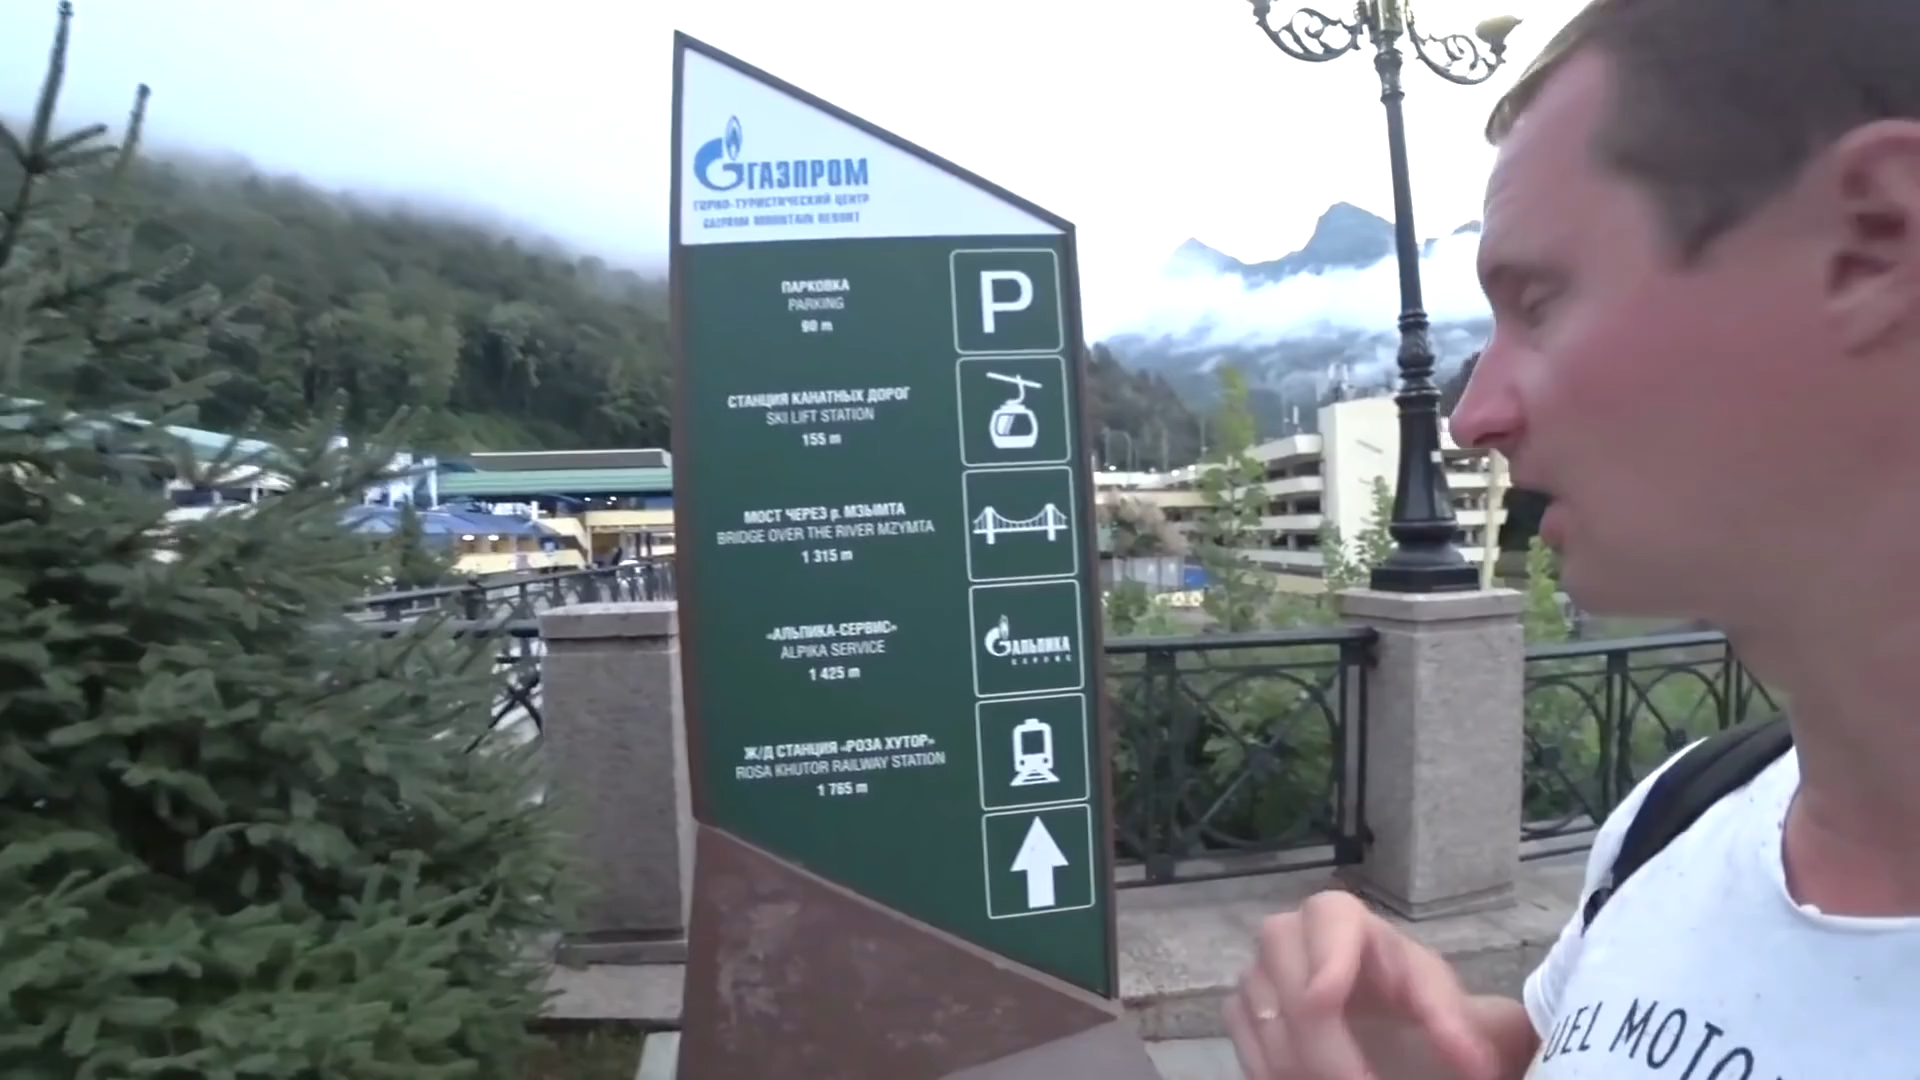 ГАЗПРОМ
ГОРНО-ТУРИСТИЧЕСКИЙ ЦЕНТР
GAZPROM MOUNTAIN RESORT
ПАРКОВКА
PARKING
90 m
P
СТАНЦИЯ КАНАТНЫХ ДОРОГ
SKI LIFT STATION
155 m
МОСТ ЧЕРЕЗ р. МЗЫМТА
BRIDGE OVER THE RIVER MZYMTA
1 315 m
«АЛЬПИКА-СЕРВИС»
ALPIKA SERVICE
1 425 m
АЛЬПИКА
СЕРВИС
Ж/Д СТАНЦИЯ «РОЗА ХУТОР»
ROSA KHUTOR RAILWAY STATION
1 765 m
UEL MOTO